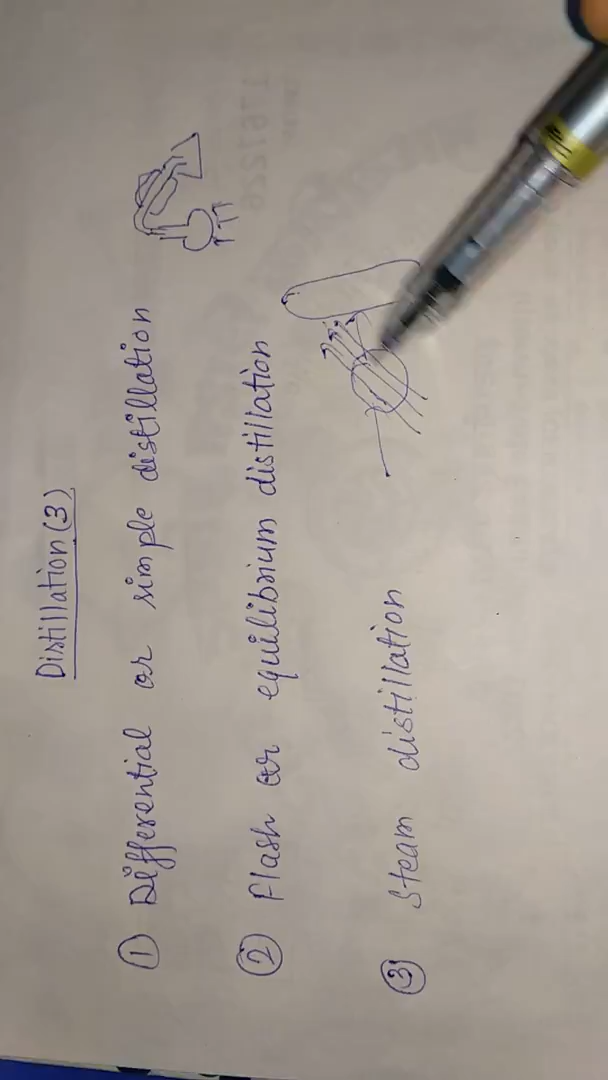 Distillation (3)
① Differential or simple distillation
② Flash or equilibrium distillation
③ steam distillation